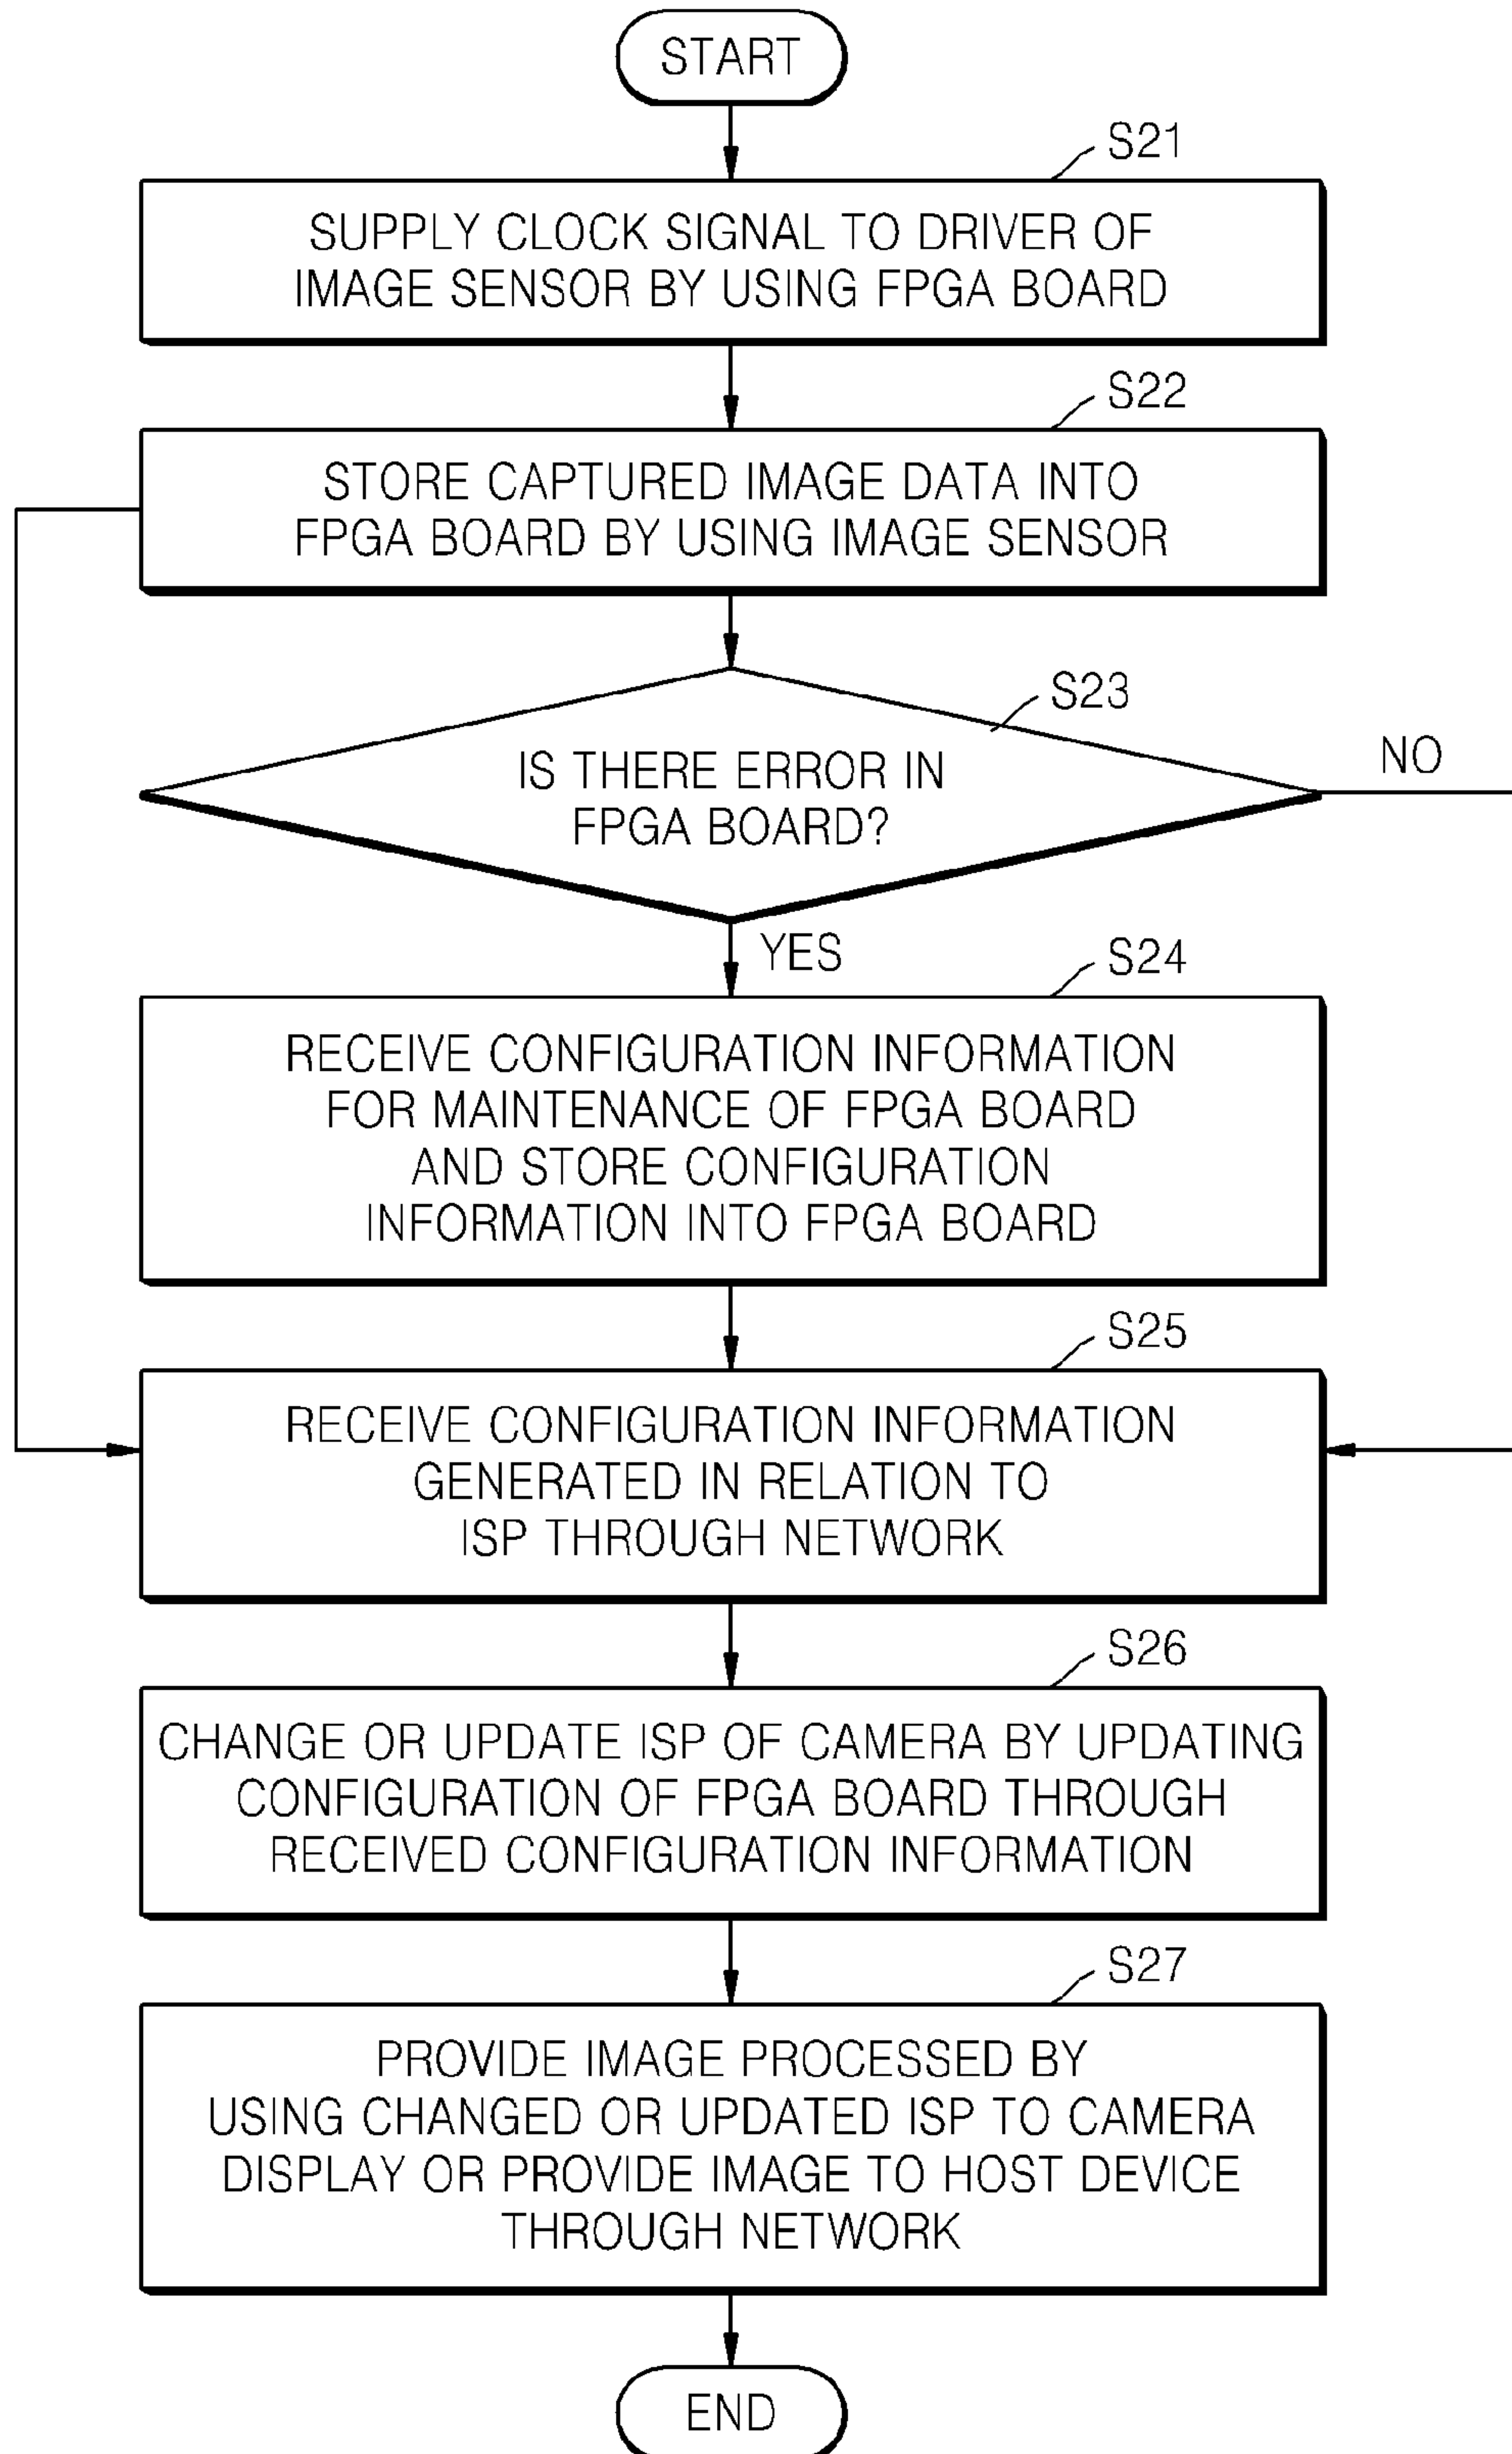 START
S21
SUPPLY CLOCK SIGNAL TO DRIVER OF
IMAGE SENSOR BY USING FPGA BOARD
S22
STORE CAPTURED IMAGE DATA INTO
FPGA BOARD BY USING IMAGE SENSOR
S23
IS THERE ERROR IN
FPGA BOARD?
NO
YES
S24
RECEIVE CONFIGURATION INFORMATION
FOR MAINTENANCE OF FPGA BOARD
AND STORE CONFIGURATION
INFORMATION INTO FPGA BOARD
S25
RECEIVE CONFIGURATION INFORMATION
GENERATED IN RELATION TO
ISP THROUGH NETWORK
S26
CHANGE OR UPDATE ISP OF CAMERA BY UPDATING
CONFIGURATION OF FPGA BOARD THROUGH
RECEIVED CONFIGURATION INFORMATION
S27
PROVIDE IMAGE PROCESSED BY
USING CHANGED OR UPDATED ISP TO CAMERA
DISPLAY OR PROVIDE IMAGE TO HOST DEVICE
THROUGH NETWORK
END